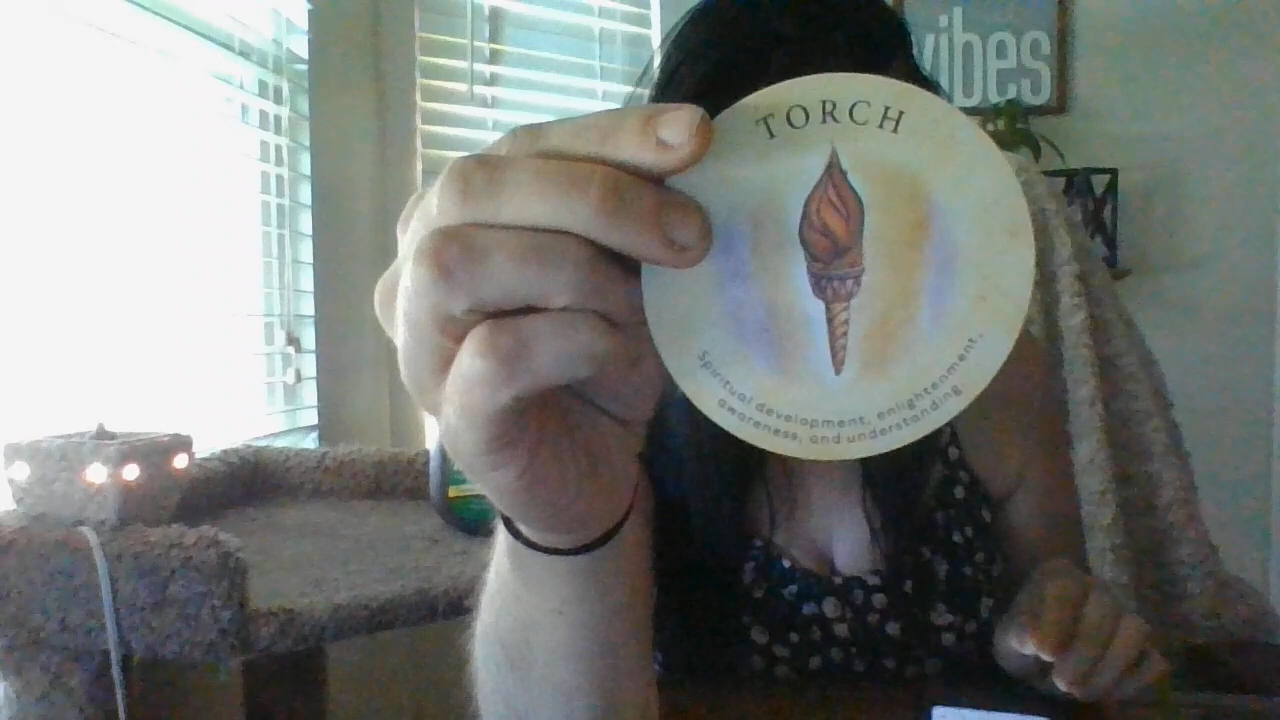 vibes
TORCH
Spiritual development, enlightenment,
awareness, and understanding.